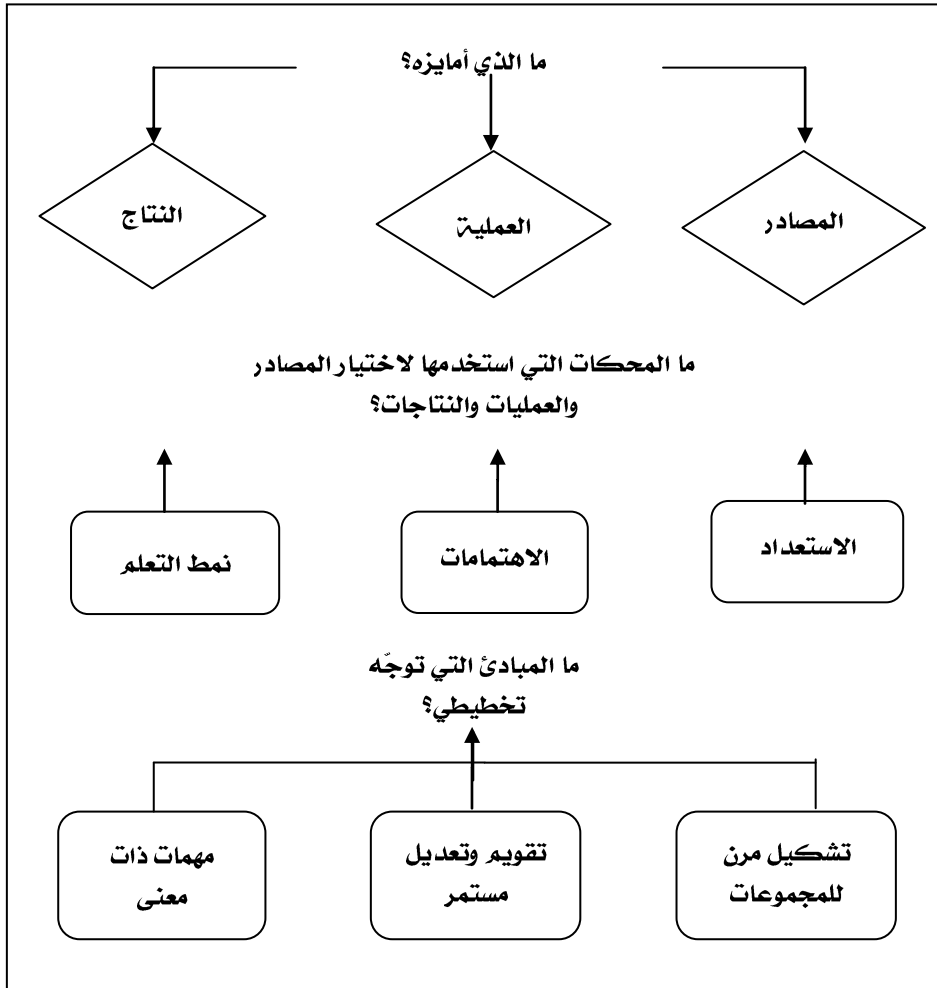 ما الذي أمايزه؟
المصادر
العملية
النتاج
ما المحكات التي استخدمها لاختيار المصادر
والعمليات والنتاجات؟
الاستعداد
الاهتمامات
نمط التعلم
ما المبادئ التي توجّه
تخطيطي؟
تشكيل مرن
للمجموعات
تقويم وتعديل
مستمر
مهمات ذات
معنى